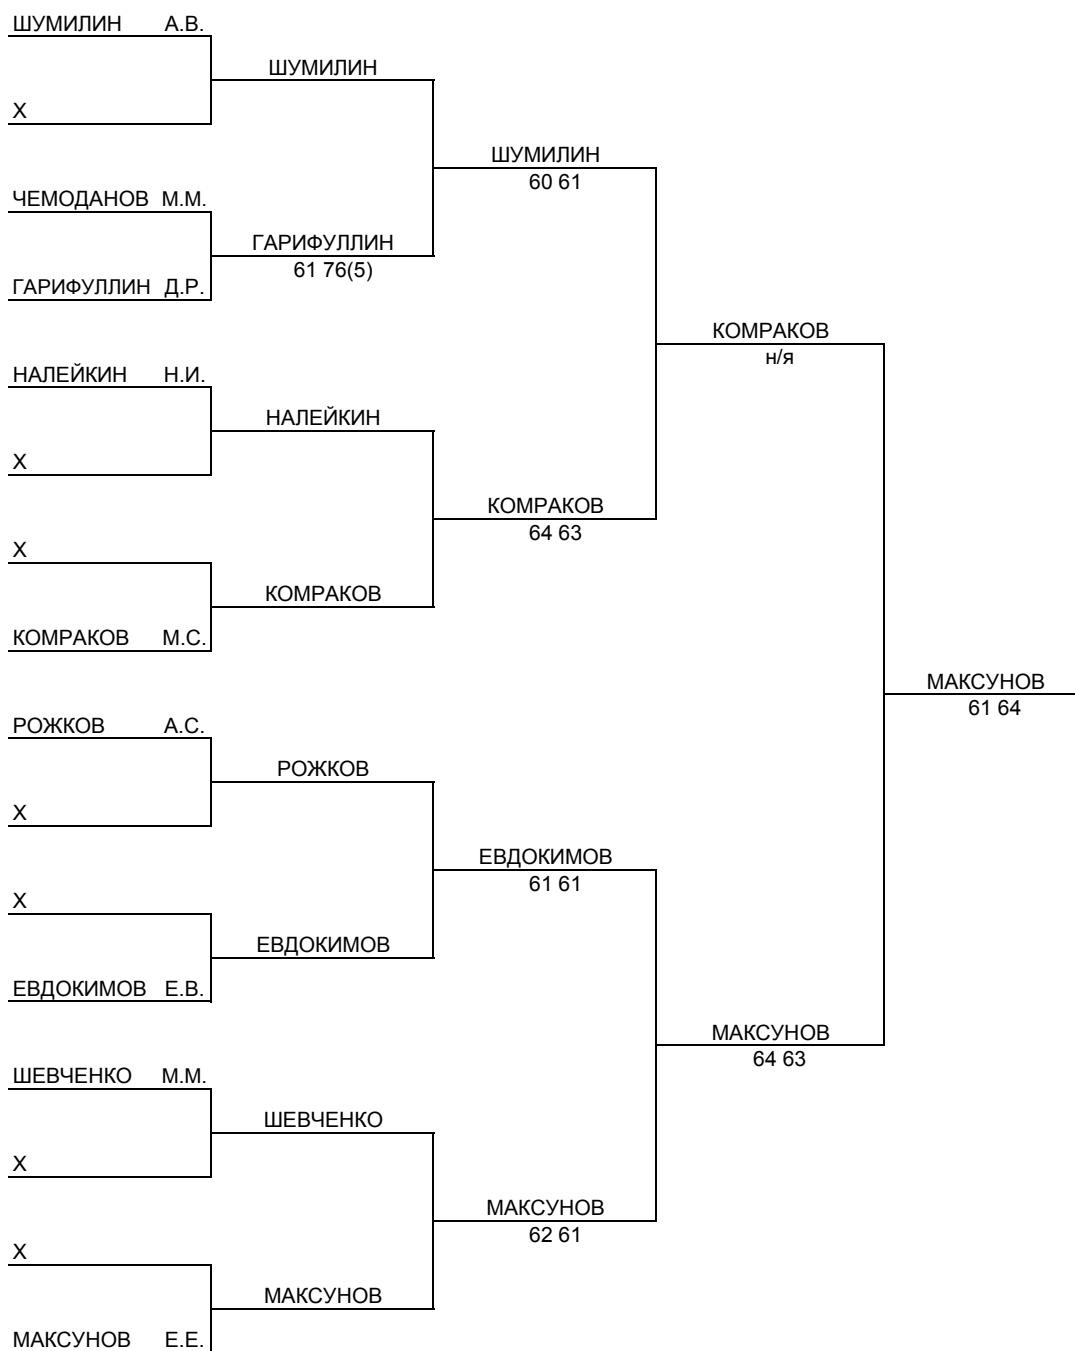 ШУМИЛИН А.В.
ШУМИЛИН
X
ШУМИЛИН
60 61
ЧЕМОДАНОВ М.М.
ГАРИФУЛЛИН
61 76(5)
ГАРИФУЛЛИН Д.Р.
КОМРАКОВ
н/я
НАЛЕЙКИН Н.И.
НАЛЕЙКИН
X
КОМРАКОВ
64 63
X
КОМРАКОВ
КОМРАКОВ М.С.
МАКСУНОВ
61 64
РОЖКОВ А.С.
РОЖКОВ
X
ЕВДОКИМОВ
61 61
X
ЕВДОКИМОВ
ЕВДОКИМОВ Е.В.
МАКСУНОВ
64 63
ШЕВЧЕНКО М.М.
ШЕВЧЕНКО
X
МАКСУНОВ
62 61
X
МАКСУНОВ
МАКСУНОВ Е.Е.